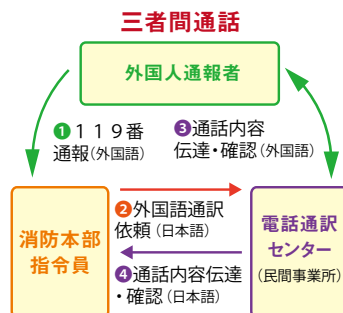 三者間通話
外国人通報者
❶１１９番
通報(外国語)
❸通話内容
伝達・確認(外国語)
消防本部
指令員
❷外国語通訳
依頼(日本語)
❹通話内容伝達
・確認(日本語)
電話通訳
センター
(民間事業所)